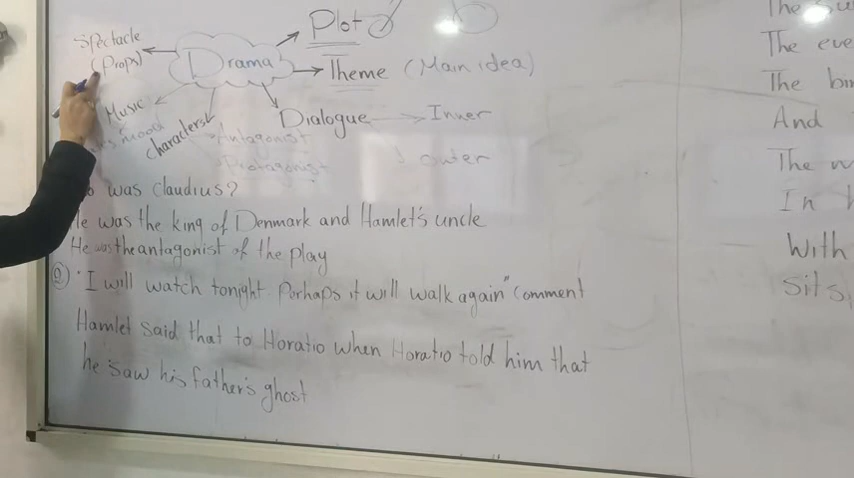 Spectacle
(Props)
Drama
Plot
Theme (Main idea)
Music
mood
characters
Antagonist
Protagonist
Dialogue Inner
outer
was Claudius?
He was the king of Denmark and Hamlet's uncle
He was the antagonist of the play
② "I will watch tonight Perhaps it will walk again" Comment
Hamlet said that to Horatio when Horatio told him that
he saw his father's ghost
The
The
The
And
The
In
With
Sit